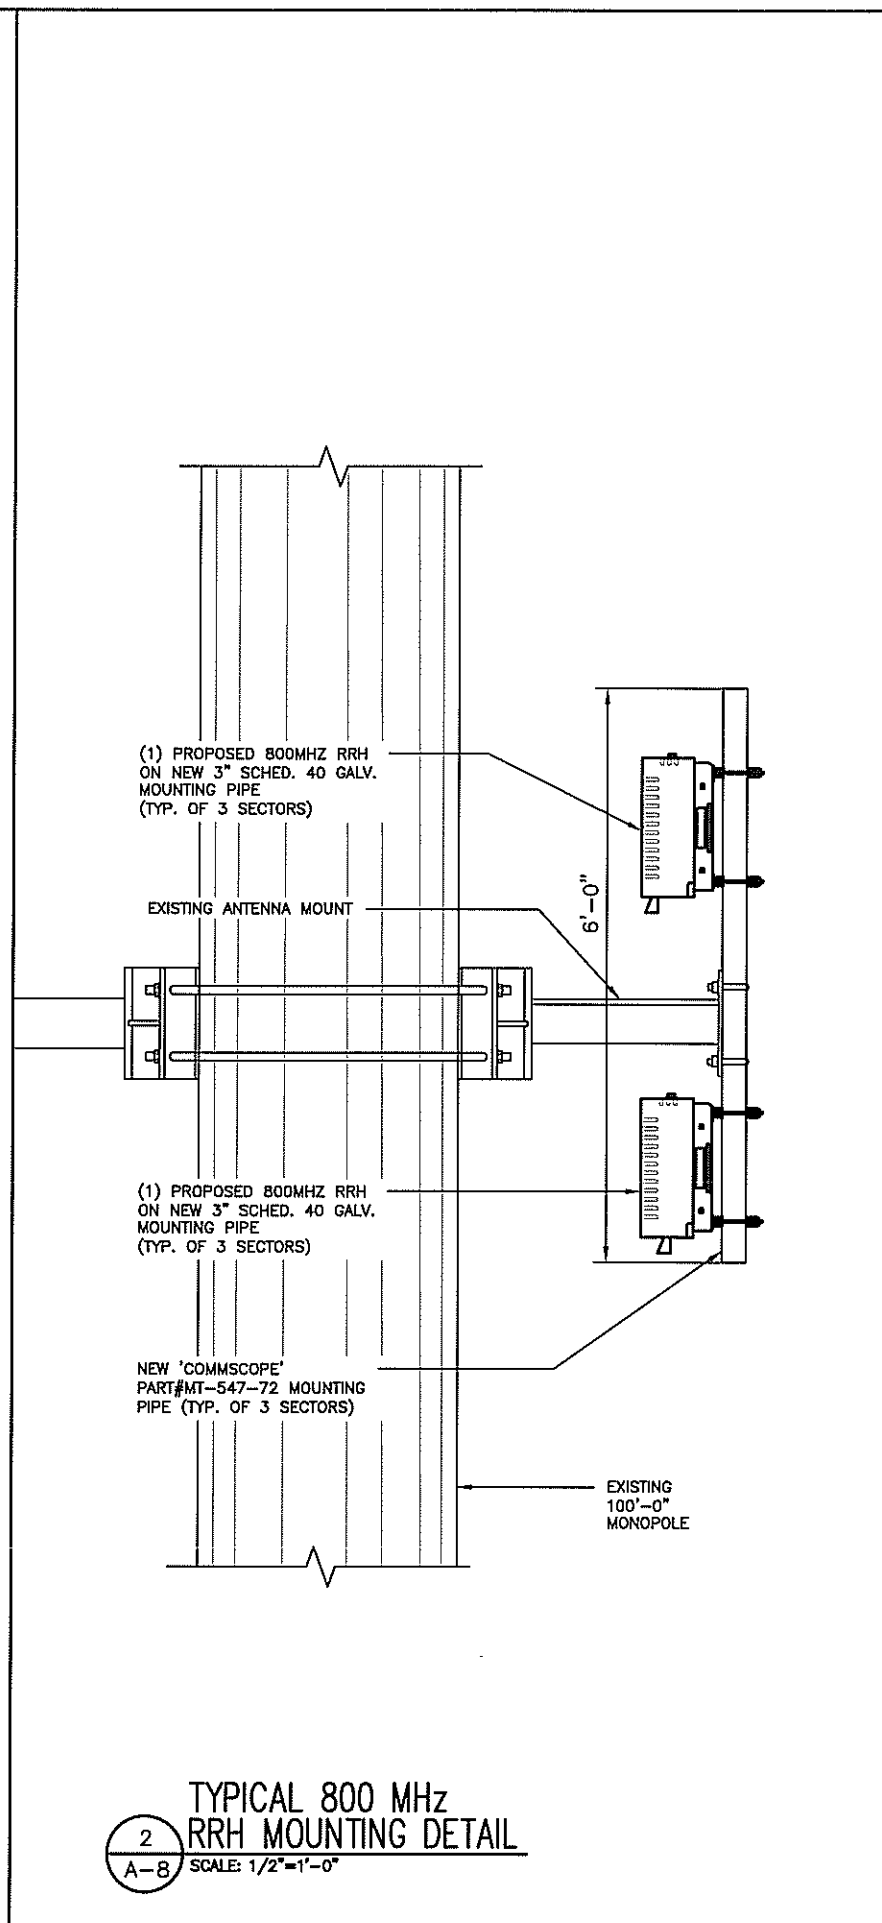 (1) PROPOSED 800MHZ RRH
ON NEW 3" SCHED. 40 GALV.
MOUNTING PIPE
(TYP. OF 3 SECTORS)
EXISTING ANTENNA MOUNT
6'-0"
(1) PROPOSED 800MHZ RRH
ON NEW 3" SCHED. 40 GALV.
MOUNTING PIPE
(TYP. OF 3 SECTORS)
NEW 'COMMSCOPE'
PART#MT-547-72 MOUNTING
PIPE (TYP. OF 3 SECTORS)
EXISTING
100'-0"
MONOPOLE
TYPICAL 800 MHz
RRH MOUNTING DETAIL
2
A-8
SCALE: 1/2"=1'-0"